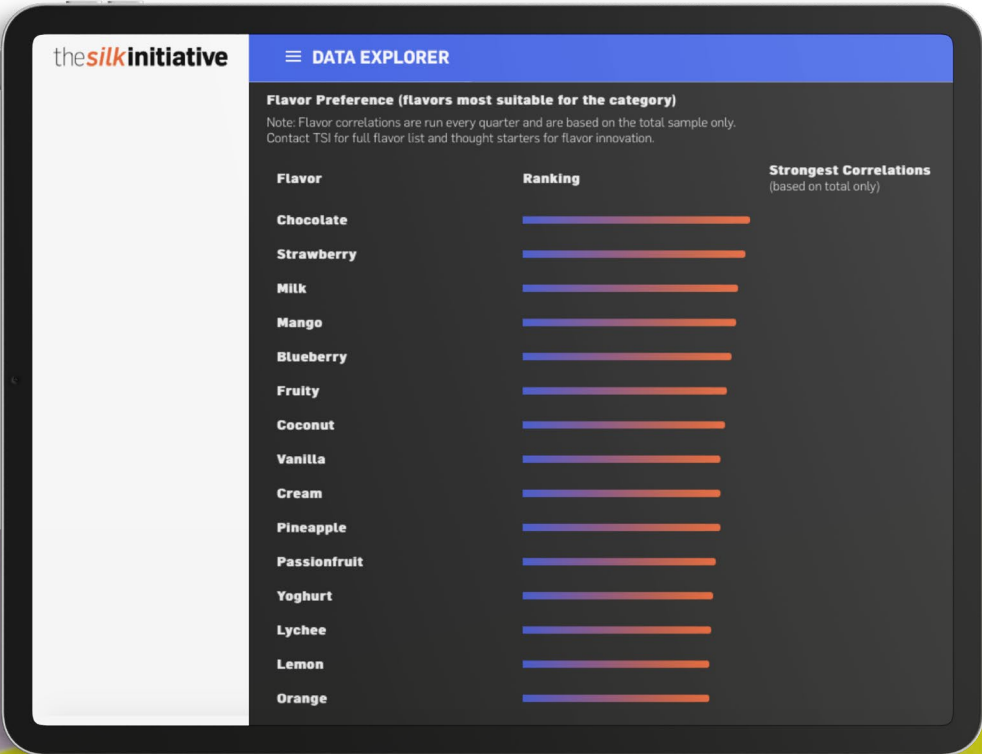 thesilkinitiative
DATA EXPLORER
Flavor Preference (flavors most suitable for the category)
Note: Flavor correlations are run every quarter and are based on the total sample only.
Contact TSI for full flavor list and thought starters for flavor innovation.
Flavor
Ranking
Strongest Correlations
(based on total only)
Chocolate
Strawberry
Milk
Mango
Blueberry
Fruity
Coconut
Vanilla
Cream
Pineapple
Passionfruit
Yoghurt
Lychee
Lemon
Orange